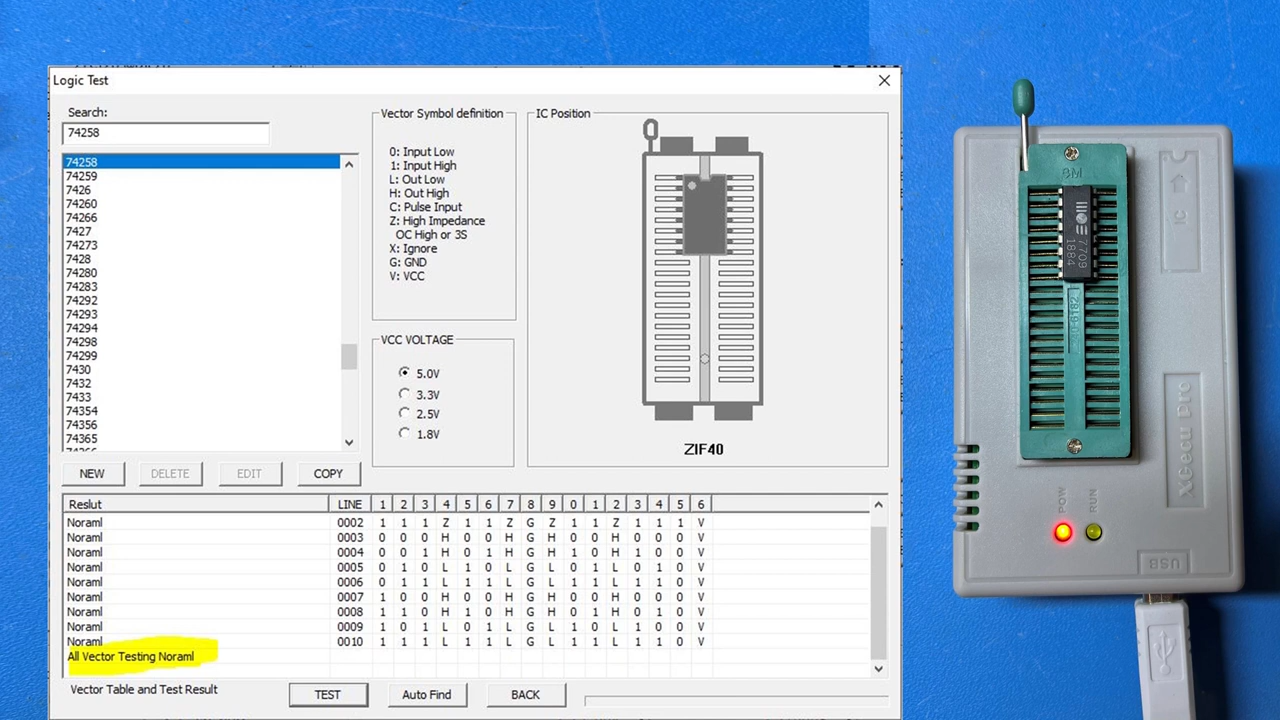 Logic Test
Search:
74258
74258
74259
7426
74260
74266
7427
74273
7428
74280
74283
74292
74293
74294
74298
74299
7430
7432
7433
74354
74356
74365
NEW DELETE EDIT COPY
Vector Symbol definition
0: Input Low
1: Input High
L: Out Low
H: Out High
C: Pulse Input
Z: High Impedance
OC High or 3S
X: Ignore
G: GND
V: VCC
VCC VOLTAGE
5.0V
3.3V
2.5V
1.8V
IC Position
ZIF40
Reslut LINE 1 2 3 4 5 6 7 8 9 0 1 2 3 4 5 6
Noraml 0002 1 1 1 Z 1 1 Z G Z 1 1 Z 1 1 1 V
Noraml 0003 0 0 0 H 0 0 H G H 0 0 H 0 0 0 V
Noraml 0004 0 0 1 H 0 1 H G H 1 0 H 1 0 0 V
Noraml 0005 0 1 0 L 1 0 L G L 0 1 L 0 1 0 V
Noraml 0006 0 1 1 L 1 1 L G L 1 1 L 1 1 0 V
Noraml 0007 1 0 0 H 0 0 H G H 0 0 H 0 0 0 V
Noraml 0008 1 1 0 H 1 0 H G H 0 1 H 0 1 0 V
Noraml 0009 1 0 1 L 0 1 L G L 1 0 L 1 0 0 V
Noraml 0010 1 1 1 L 1 1 L G L 1 1 L 1 1 0 V
All Vector Testing Noraml
Vector Table and Test Result
TEST Auto Find BACK
3M
IC
7709
1884
XGecu Pro
POW
RUN
USB